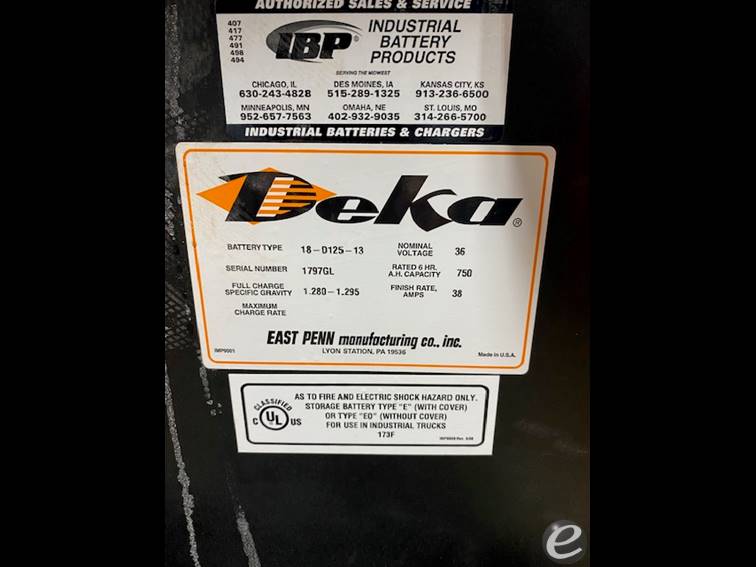 AUTHORIZED SALES & SERVICE
407
417
477
491
498
494
IBP
INDUSTRIAL
BATTERY
PRODUCTS
SERVING THE MIDWEST
CHICAGO, IL DES MOINES, IA KANSAS CITY, KS
630-243-4828 515-289-1325 913-236-6500
MINNEAPOLIS, MN OMAHA, NE ST. LOUIS, MO
952-657-7563 402-932-9035 314-266-5700
INDUSTRIAL BATTERIES & CHARGERS
Deka®
BATTERY TYPE 18-D125-13 NOMINAL VOLTAGE 36
SERIAL NUMBER 1797GL RATED 6 HR. A.H. CAPACITY 750
FULL CHARGE SPECIFIC GRAVITY 1.280-1.295 FINISH RATE, AMPS 38
MAXIMUM
CHARGE RATE
EAST PENN manufacturing co., inc.
LYON STATION, PA 19536
Made in U.S.A.
CLASSIFIED
C UL US
AS TO FIRE AND ELECTRIC SHOCK HAZARD ONLY.
STORAGE BATTERY TYPE "E" (WITH COVER)
OR TYPE "EO" (WITHOUT COVER)
FOR USE IN INDUSTRIAL TRUCKS
173F
e